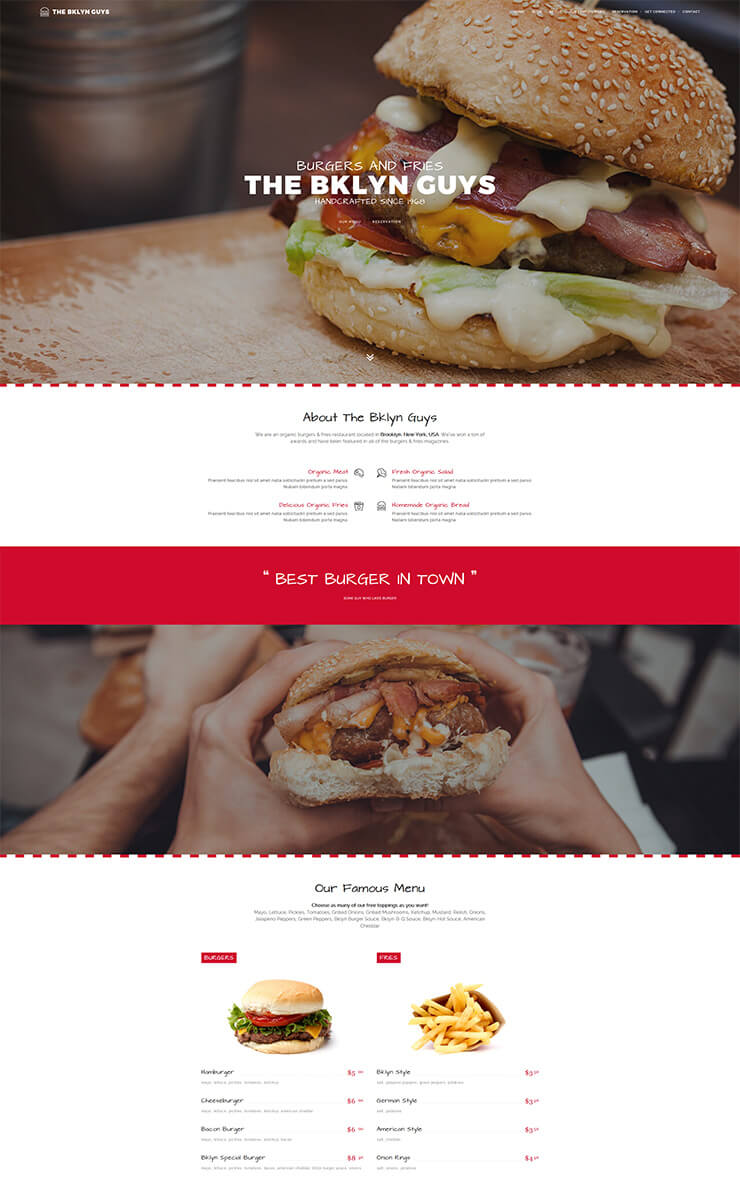 THE BKLYN GUYS
RESERVATION
GET CONNECTED
CONTACT
BURGERS AND FRIES
THE BKLYN GUYS
HANDCRAFTED SINCE 1968
OUR MENU
RESERVATION
About The Bklyn Guys
We are an organic burgers & fries restaurant located in Brooklyn, New York, USA. We've won a ton of
awards and have been featured in all of the burgers & fries magazines.
Organic Meat
Praesent faucibus nisl sit amet nulla sollicitudin pretium a sed purus.
Nullam bibendum porta magna.
Fresh Organic Salad
Praesent faucibus nisl sit amet nulla sollicitudin pretium a sed purus.
Nullam bibendum porta magna.
Delicious Organic Fries
Praesent faucibus nisl sit amet nulla sollicitudin pretium a sed purus.
Nullam bibendum porta magna.
Homemade Organic Bread
Praesent faucibus nisl sit amet nulla sollicitudin pretium a sed purus.
Nullam bibendum porta magna.
“ BEST BURGER IN TOWN ”
SOME GUY WHO LIKES BURGER
Our Famous Menu
Choose as many of our free toppings as you want!
Mayo, Lettuce, Pickles, Tomatoes, Grilled Onions, Grilled Mushrooms, Ketchup, Mustard, Relish, Onions,
Jalapeno Peppers, Green Peppers, Bklyn Burger Sauce, Bklyn B-Q Sauce, Bklyn Hot Sauce, American
Cheddar
BURGERS
FRIES
Hamburger $5
mayo, lettuce, pickles, tomatoes, ketchup
Cheeseburger $6
mayo, lettuce, pickles, tomatoes, ketchup, american cheddar
Bacon Burger $6
mayo, lettuce, pickles, tomatoes, ketchup, bacon
Bklyn Special Burger $8
mayo, lettuce, pickles, tomatoes, bacon, american cheddar, bklyn burger sauce, onions
Bklyn Style $3
salt, jalapeno peppers, green peppers, potatoes
German Style $3
salt, potatoes
American Style $3
salt, cheddar
Onion Rings $4
salt, onions, potatoes